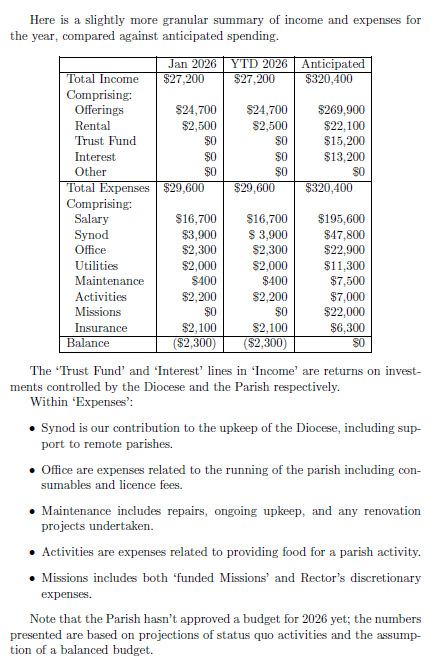 Here is a slightly more granular summary of income and expenses for
the year, compared against anticipated spending.
Jan 2026 YTD 2026 Anticipated
Total Income $27,200 $27,200 $320,400
Comprising:
Offerings $24,700 $24,700 $269,900
Rental $2,500 $2,500 $22,100
Trust Fund $0 $0 $15,200
Interest $0 $0 $13,200
Other $0 $0 $0
Total Expenses $29,600 $29,600 $320,400
Comprising:
Salary $16,700 $16,700 $195,600
Synod $3,900 $ 3,900 $47,800
Office $2,300 $2,300 $22,900
Utilities $2,000 $2,000 $11,300
Maintenance $400 $400 $7,500
Activities $2,200 $2,200 $7,000
Missions $0 $0 $22,000
Insurance $2,100 $2,100 $6,300
Balance ($2,300) ($2,300) $0
The ‘Trust Fund’ and ‘Interest’ lines in ‘Income’ are returns on invest-
ments controlled by the Diocese and the Parish respectively.
Within ‘Expenses’:
• Synod is our contribution to the upkeep of the Diocese, including sup-
port to remote parishes.
• Office are expenses related to the running of the parish including con-
sumables and licence fees.
• Maintenance includes repairs, ongoing upkeep, and any renovation
projects undertaken.
• Activities are expenses related to providing food for a parish activity.
• Missions includes both ‘funded Missions’ and Rector’s discretionary
expenses.
Note that the Parish hasn’t approved a budget for 2026 yet; the numbers
presented are based on projections of status quo activities and the assump-
tion of a balanced budget.